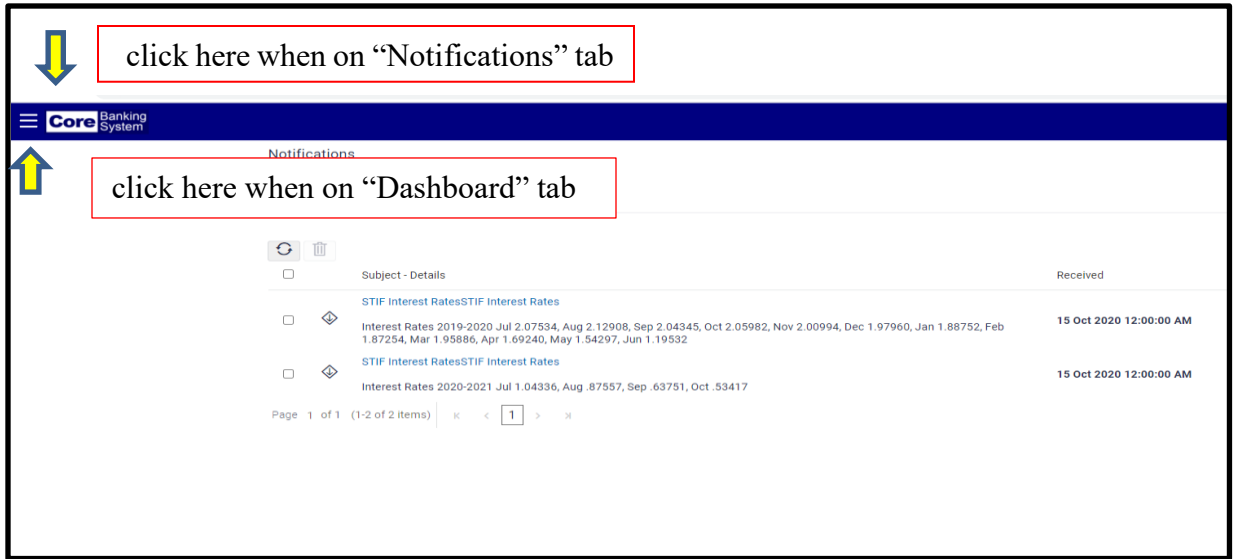 click here when on “Notifications” tab
Core Banking System
Notifications
click here when on “Dashboard” tab
Subject - Details
Received
STIF Interest RatesSTIF Interest Rates
Interest Rates 2019-2020 Jul 2.07534, Aug 2.12908, Sep 2.04345, Oct 2.05982, Nov 2.00994, Dec 1.97960, Jan 1.88752, Feb
1.87254, Mar 1.95886, Apr 1.69240, May 1.54297, Jun 1.19532
15 Oct 2020 12:00:00 AM
STIF Interest RatesSTIF Interest Rates
Interest Rates 2020-2021 Jul 1.04336, Aug .87557, Sep .63751, Oct .53417
15 Oct 2020 12:00:00 AM
Page 1 of 1 (1-2 of 2 items) 1